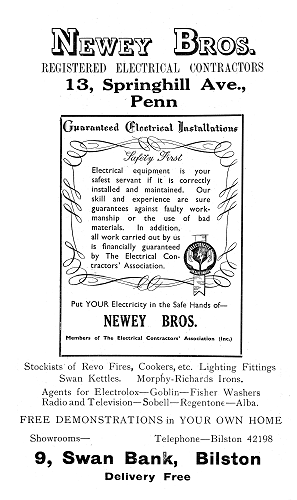 NEWEY BROS.
REGISTERED ELECTRICAL CONTRACTORS
13, Springhill Ave.,
Penn
Guaranteed Electrical Installations
Safety First
Electrical equipment is your
safest servant if it is correctly
installed and maintained. Our
skill and experience are sure
guarantees against faulty work-
manship or the use of bad
materials. In addition,
all work carried out by us
is financially guaranteed
by The Electrical Con-
tractors' Association.
Put YOUR Electricity in the Safe Hands of—
NEWEY BROS.
Members of The Electrical Contractors' Association (Inc.)
Stockists of Revo Fires, Cookers, etc. Lighting Fittings
Swan Kettles. Morphy-Richards Irons.
Agents for Electrolox—Goblin—Fisher Washers
Radio and Television—Sobell—Regentone—Alba.
FREE DEMONSTRATIONS in YOUR OWN HOME
Showrooms— Telephone—Bilston 42198
9, Swan Bank, Bilston
Delivery Free